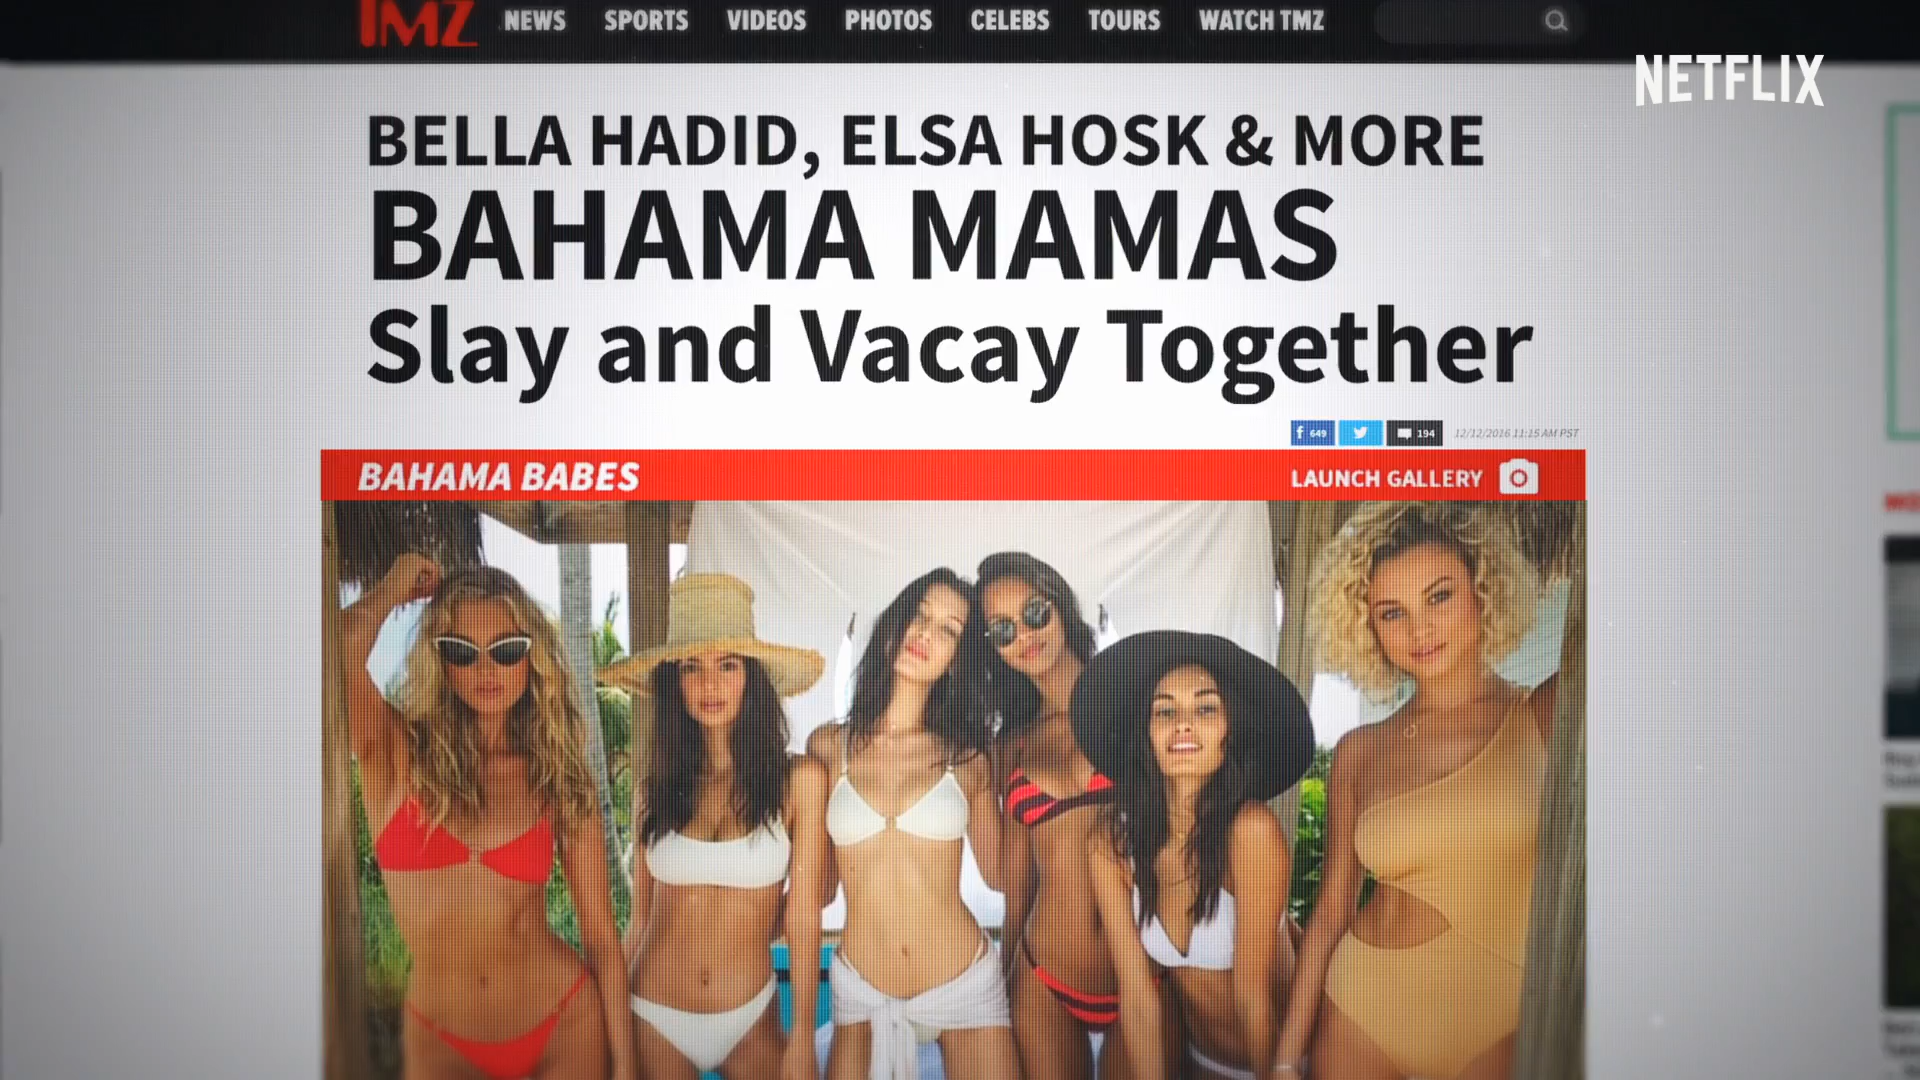 TMZ NEWS SPORTS VIDEOS PHOTOS CELEBS TOURS WATCH TMZ
NETFLIX
BELLA HADID, ELSA HOSK & MORE
BAHAMA MAMAS
Slay and Vacay Together
649 194 12/12/2016 11:15 AM PST
BAHAMA BABES LAUNCH GALLERY